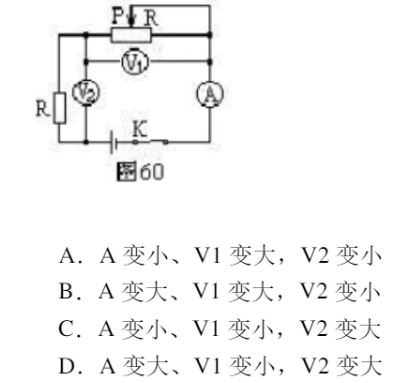 P R
V1
V2
A
R
K
图60
A．A 变小、V1 变大，V2 变小
B．A 变大、V1 变大，V2 变小
C．A 变小、V1 变小，V2 变大
D．A 变大、V1 变小，V2 变大